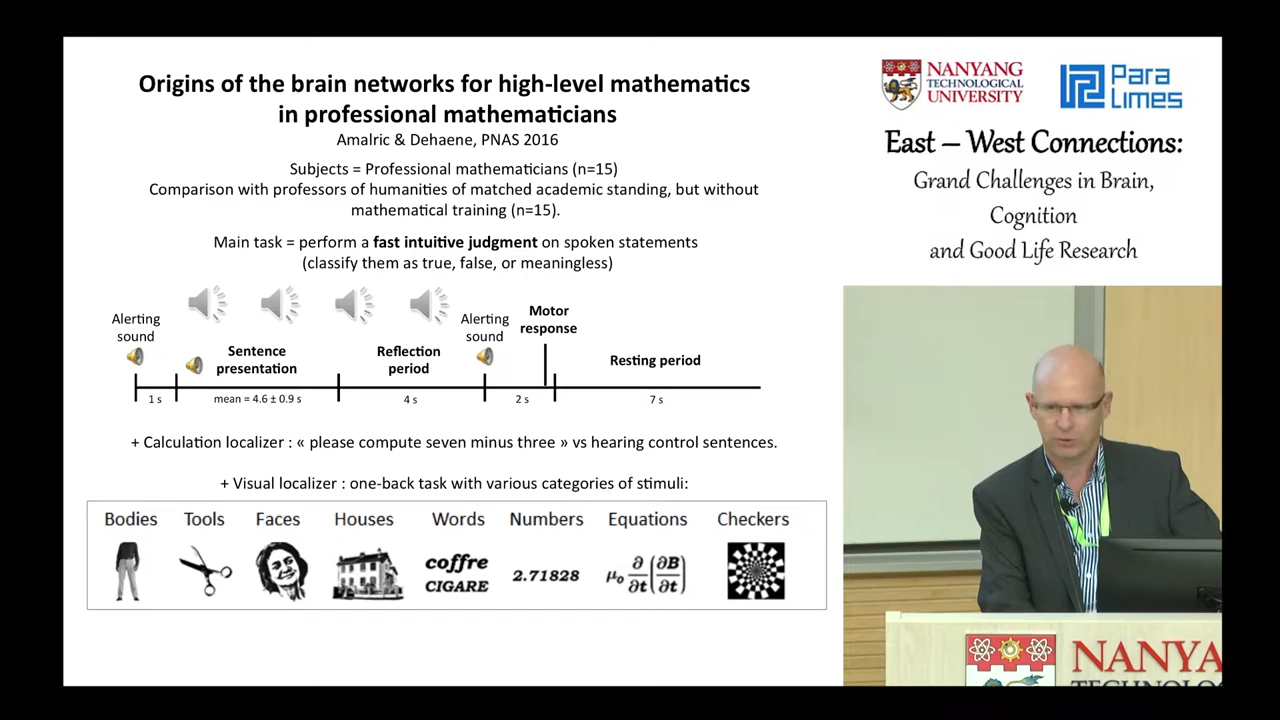 Origins of the brain networks for high-level mathematics
in professional mathematicians
Amalric & Dehaene, PNAS 2016
Subjects = Professional mathematicians (n=15)
Comparison with professors of humanities of matched academic standing, but without
mathematical training (n=15).
Main task = perform a fast intuitive judgment on spoken statements
(classify them as true, false, or meaningless)
Alerting
sound
Sentence
presentation
Reflection
period
Alerting
sound
Motor
response
Resting period
1 s
mean = 4.6 ± 0.9 s
4 s
2 s
7 s
+ Calculation localizer : « please compute seven minus three » vs hearing control sentences.
+ Visual localizer : one-back task with various categories of stimuli:
Bodies Tools Faces Houses Words Numbers Equations Checkers
coffre
CIGARE
2.71828
μ₀ ∂/∂t (∂B/∂t)
NANYANG
TECHNOLOGICAL
UNIVERSITY
Para
Limes
East – West Connections:
Grand Challenges in Brain,
Cognition
and Good Life Research
NANYA